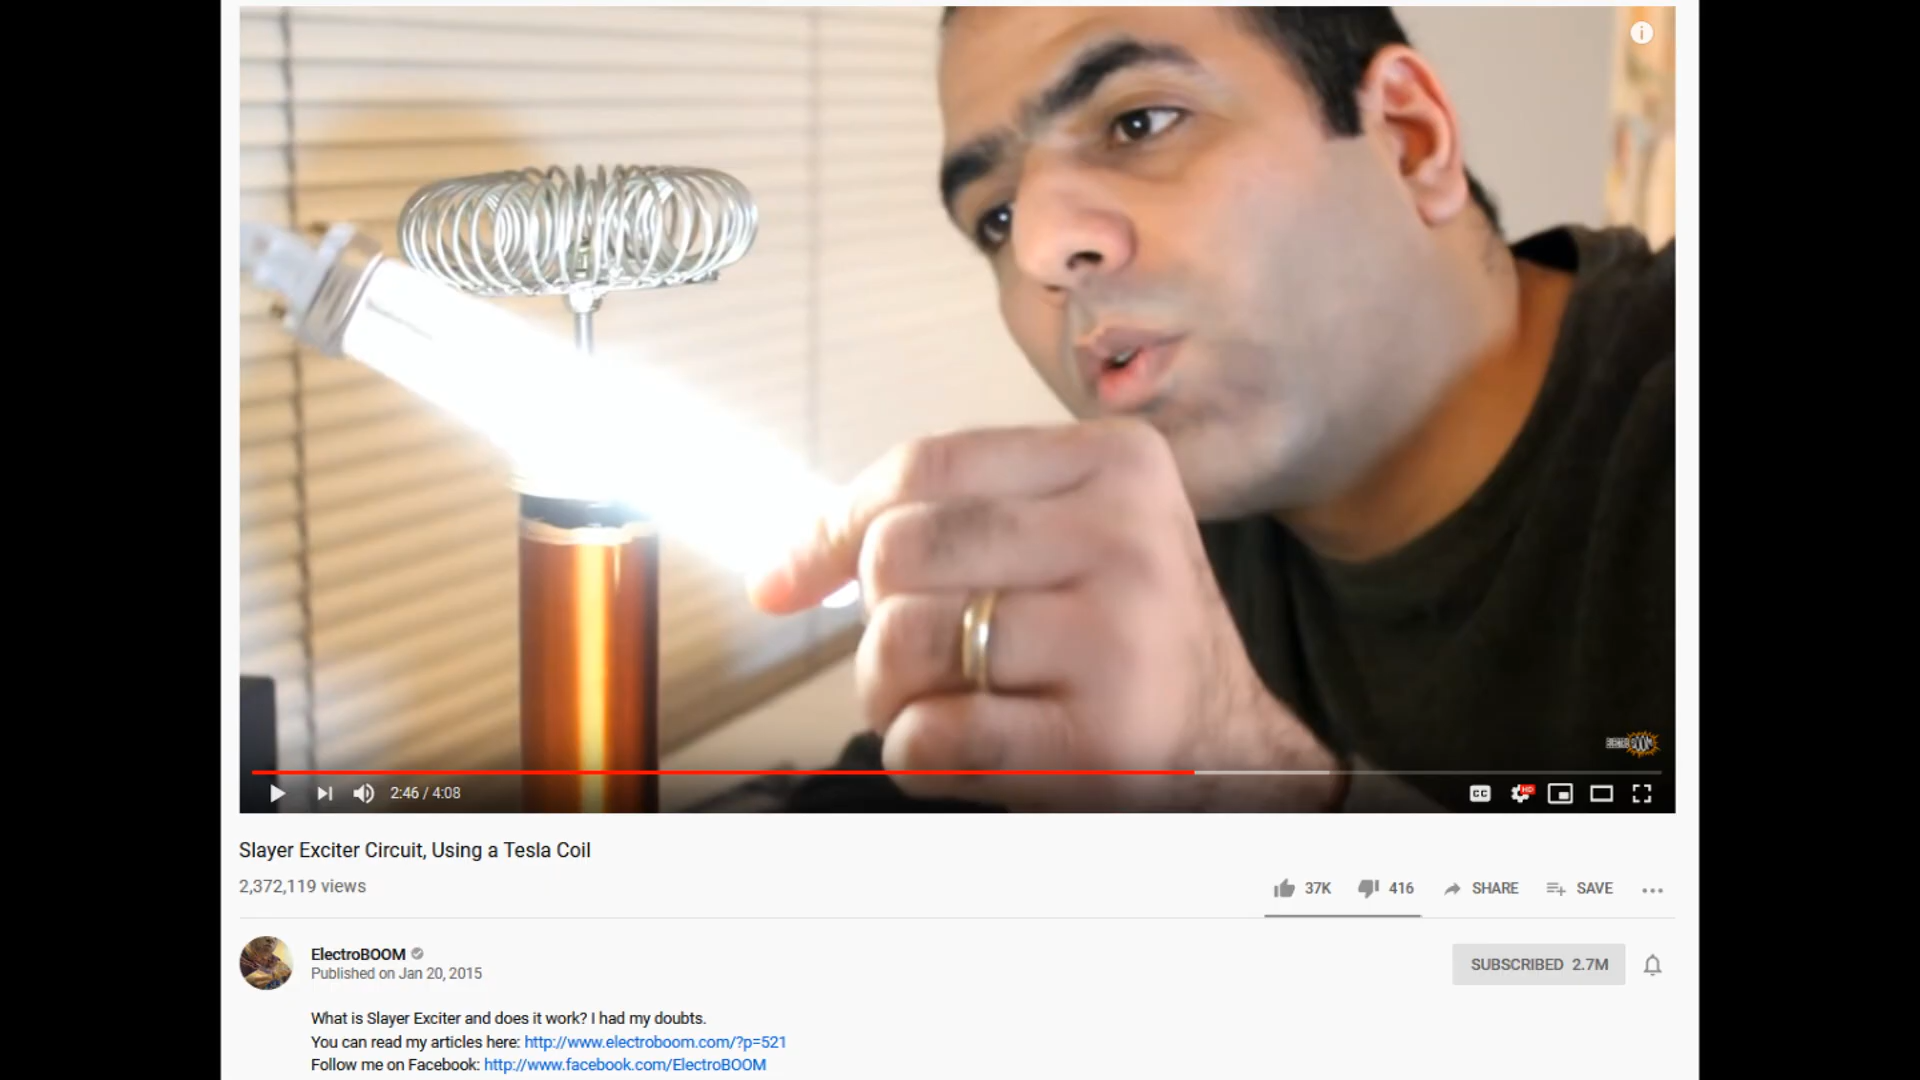 i
ELECTROBOOM
2:46 / 4:08
CC
HD
Slayer Exciter Circuit, Using a Tesla Coil
2,372,119 views
37K 416 SHARE SAVE
ElectroBOOM
Published on Jan 20, 2015
SUBSCRIBED 2.7M
What is Slayer Exciter and does it work? I had my doubts.
You can read my articles here: http://www.electroboom.com/?p=521
Follow me on Facebook: http://www.facebook.com/ElectroBOOM